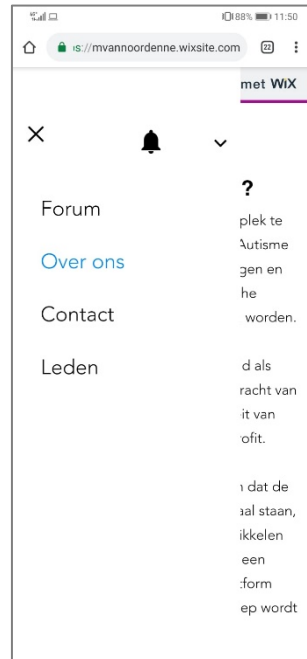 88% 11:50
s://mvannoordenne.wixsite.com 22
met WiX
?
Forum
plek te
Autisme
Over ons
gen en
he
Contact
worden.
Leden
d als
racht van
it van
rofit.
n dat de
aal staan,
ikkelen
een
form
ep wordt